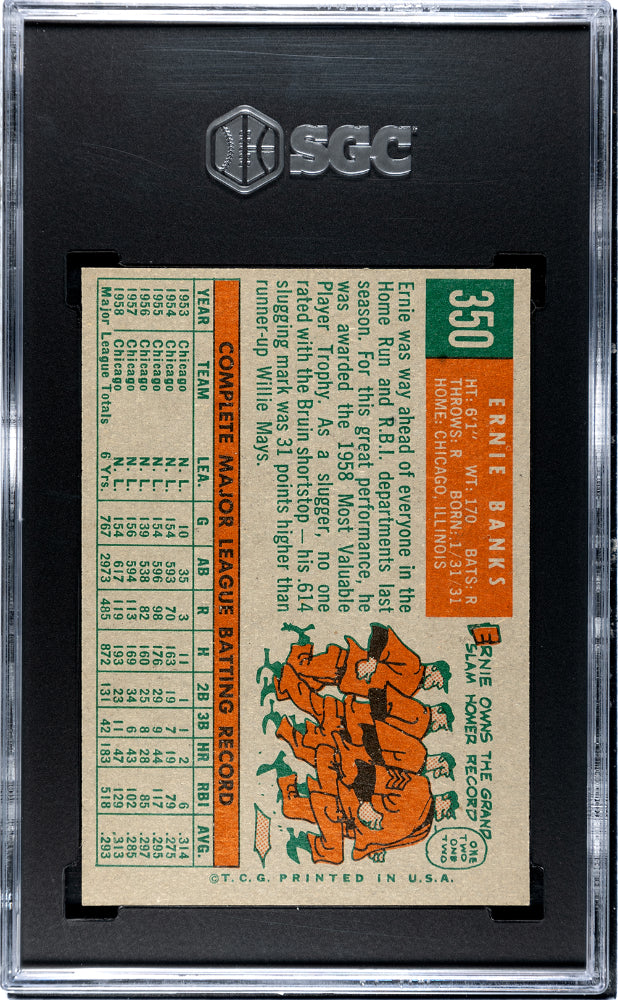 SGC
350
ERNIE BANKS
HT: 6'1" WT: 170 BATS: R
THROWS: R BORN: 1/31/31
HOME: CHICAGO, ILLINOIS
Ernie was way ahead of everyone in the
Home Run and R.B.I. departments last
season. For this great performance, he
was awarded the 1958 Most Valuable
Player Trophy. As a slugger, no one
rated with the Bruin shortstop — his .614
slugging mark was 31 points higher than
runner-up Willie Mays.
ERNIE OWNS THE GRAND
SLAM HOMER RECORD
ONE
TWO
ONE
TWO
COMPLETE MAJOR LEAGUE BATTING RECORD
YEAR TEAM LEA. G AB R H 2B 3B HR RBI AVG.
1953 Chicago N. L. 10 35 3 11 1 1 2 6 .314
1954 Chicago N. L. 154 593 70 163 19 7 19 79 .275
1955 Chicago N. L. 154 596 98 176 29 9 44 117 .295
1956 Chicago N. L. 139 538 82 160 25 8 28 85 .297
1957 Chicago N. L. 156 594 113 169 34 6 43 102 .285
1958 Chicago N. L. 154 617 119 193 23 11 47 129 .313
Major League Totals 6 Yrs. 767 2973 485 872 131 42 183 518 .293
©T.C.G. PRINTED IN U.S.A.